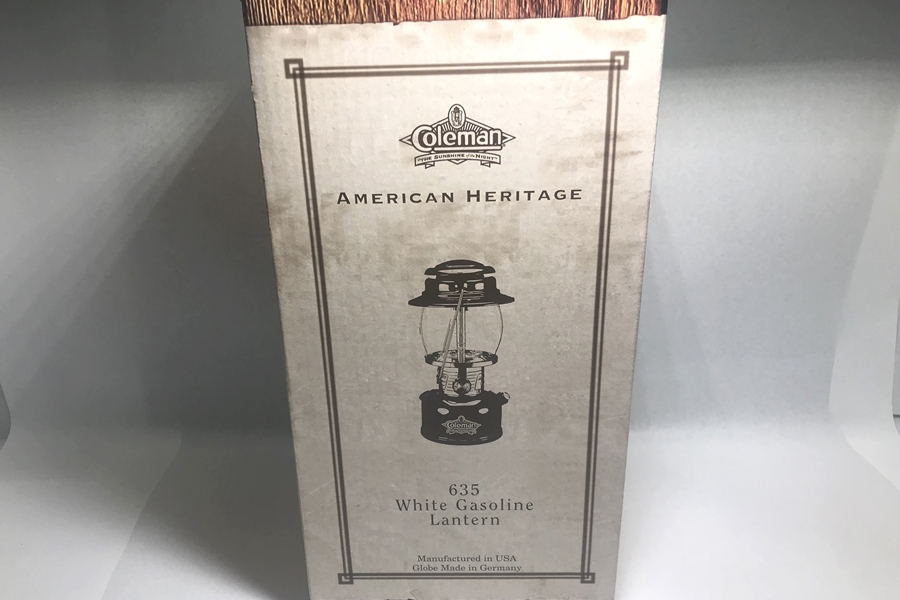 Coleman
"THE SUNSHINE of the NIGHT"
AMERICAN HERITAGE
Coleman
635
White Gasoline
Lantern
Manufactured in USA
Globe Made in Germany